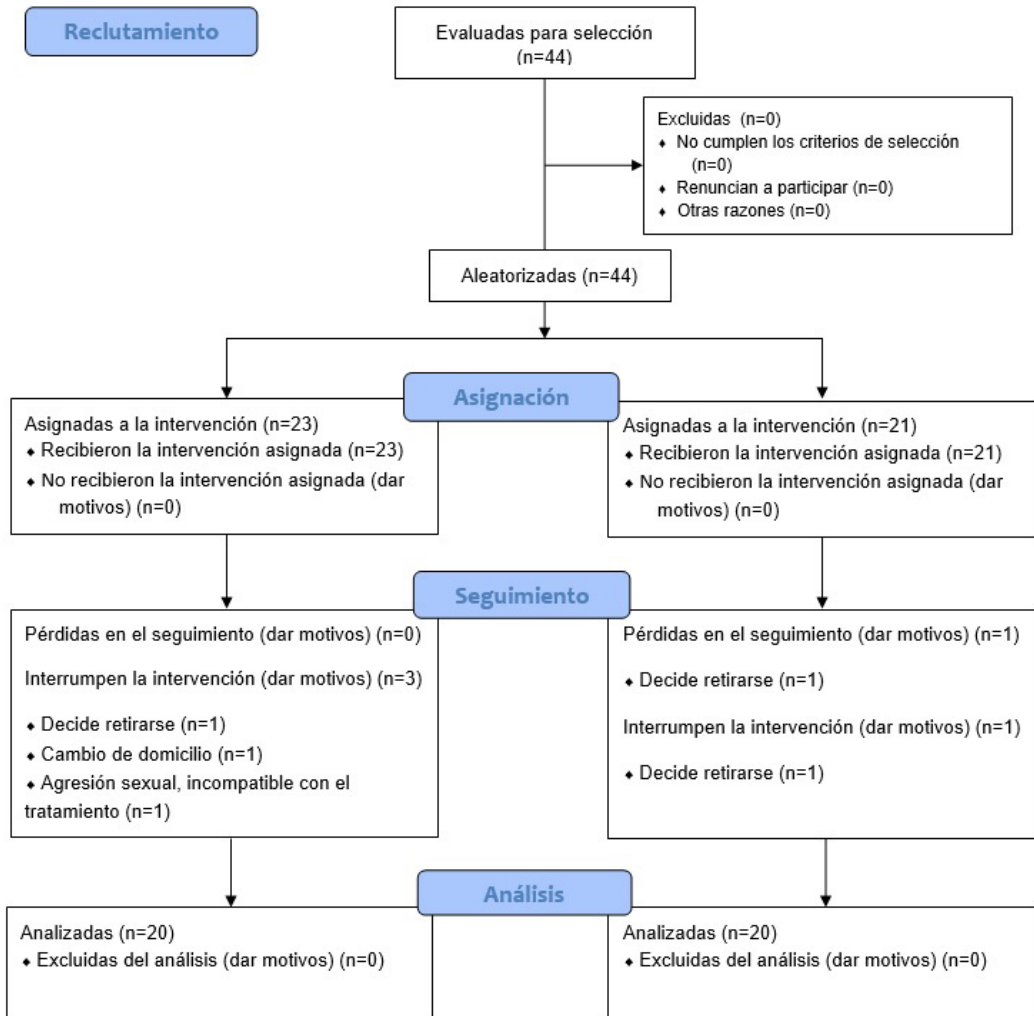 Reclutamiento
Evaluadas para selección
(n=44)
Excluidas (n=0)
♦ No cumplen los criterios de selección
(n=0)
♦ Renuncian a participar (n=0)
♦ Otras razones (n=0)
Aleatorizadas (n=44)
Asignación
Asignadas a la intervención (n=23)
♦ Recibieron la intervención asignada (n=23)
♦ No recibieron la intervención asignada (dar
motivos) (n=0)
Asignadas a la intervención (n=21)
♦ Recibieron la intervención asignada (n=21)
♦ No recibieron la intervención asignada (dar
motivos) (n=0)
Seguimiento
Pérdidas en el seguimiento (dar motivos) (n=0)
Interrumpen la intervención (dar motivos) (n=3)
♦ Decide retirarse (n=1)
♦ Cambio de domicilio (n=1)
♦ Agresión sexual, incompatible con el
tratamiento (n=1)
Pérdidas en el seguimiento (dar motivos) (n=1)
♦ Decide retirarse (n=1)
Interrumpen la intervención (dar motivos) (n=1)
♦ Decide retirarse (n=1)
Análisis
Analizadas (n=20)
♦ Excluidas del análisis (dar motivos) (n=0)
Analizadas (n=20)
♦ Excluidas del análisis (dar motivos) (n=0)